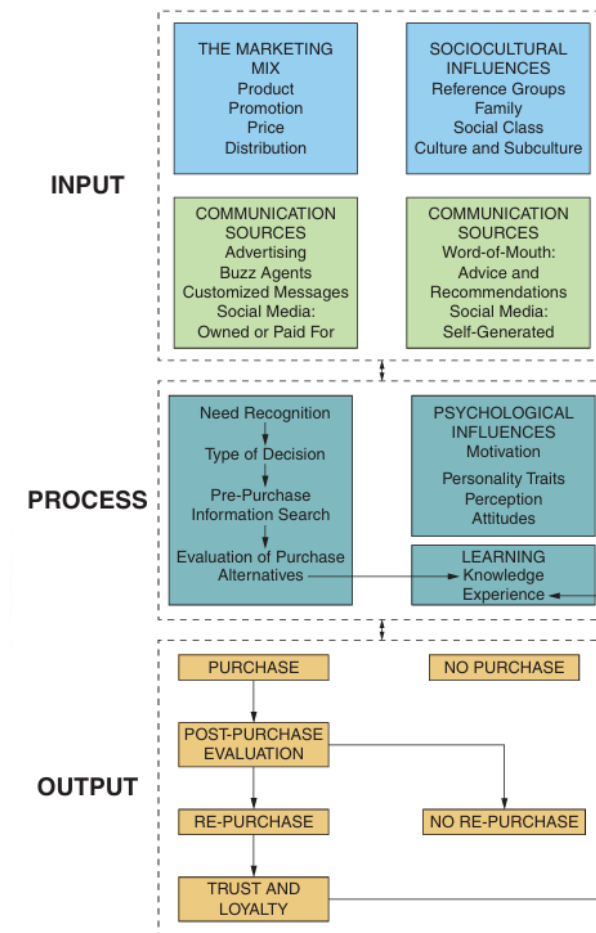 THE MARKETING
MIX
Product
Promotion
Price
Distribution
SOCIOCULTURAL
INFLUENCES
Reference Groups
Family
Social Class
Culture and Subculture
INPUT
COMMUNICATION
SOURCES
Advertising
Buzz Agents
Customized Messages
Social Media:
Owned or Paid For
COMMUNICATION
SOURCES
Word-of-Mouth:
Advice and
Recommendations
Social Media:
Self-Generated
PROCESS
Need Recognition
Type of Decision
Pre-Purchase
Information Search
Evaluation of Purchase
Alternatives
PSYCHOLOGICAL
INFLUENCES
Motivation
Personality Traits
Perception
Attitudes
LEARNING
Knowledge
Experience
OUTPUT
PURCHASE
NO PURCHASE
POST-PURCHASE
EVALUATION
RE-PURCHASE
NO RE-PURCHASE
TRUST AND
LOYALTY